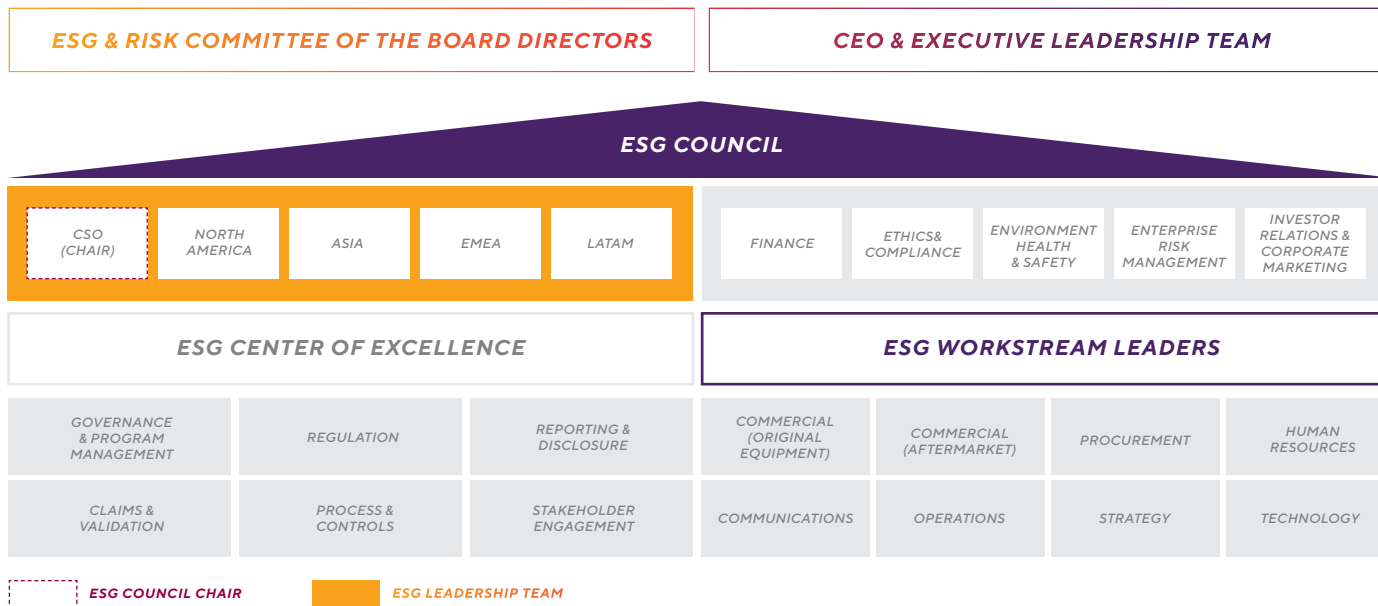 ESG & RISK COMMITTEE OF THE BOARD DIRECTORS
CEO & EXECUTIVE LEADERSHIP TEAM
ESG COUNCIL
CSO
(CHAIR)
NORTH
AMERICA
ASIA
EMEA
LATAM
FINANCE
ETHICS&
COMPLIANCE
ENVIRONMENT
HEALTH
& SAFETY
ENTERPRISE
RISK
MANAGEMENT
INVESTOR
RELATIONS &
CORPORATE
MARKETING
ESG CENTER OF EXCELLENCE
ESG WORKSTREAM LEADERS
GOVERNANCE
& PROGRAM
MANAGEMENT
REGULATION
REPORTING &
DISCLOSURE
COMMERCIAL
(ORIGINAL
EQUIPMENT)
COMMERCIAL
(AFTERMARKET)
PROCUREMENT
HUMAN
RESOURCES
CLAIMS &
VALIDATION
PROCESS &
CONTROLS
STAKEHOLDER
ENGAGEMENT
COMMUNICATIONS
OPERATIONS
STRATEGY
TECHNOLOGY
ESG COUNCIL CHAIR
ESG LEADERSHIP TEAM